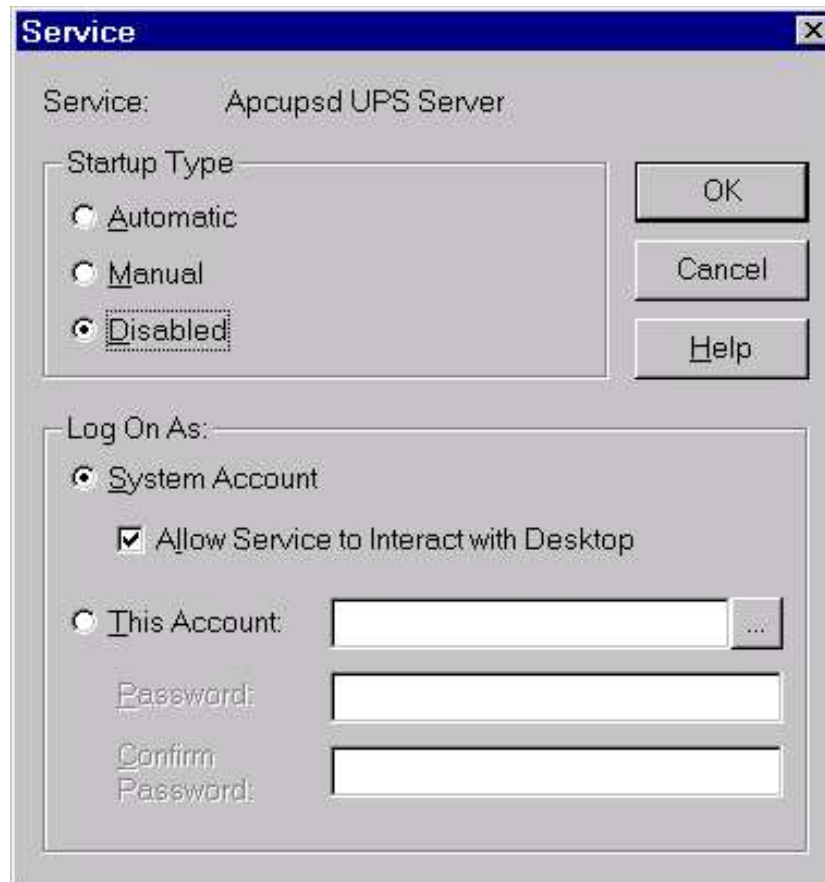 Service
Service: Apcupsd UPS Server
Startup Type
Automatic
Manual
Disabled
OK
Cancel
Help
Log On As:
System Account
Allow Service to Interact with Desktop
This Account:
...
Password:
Confirm
Password: